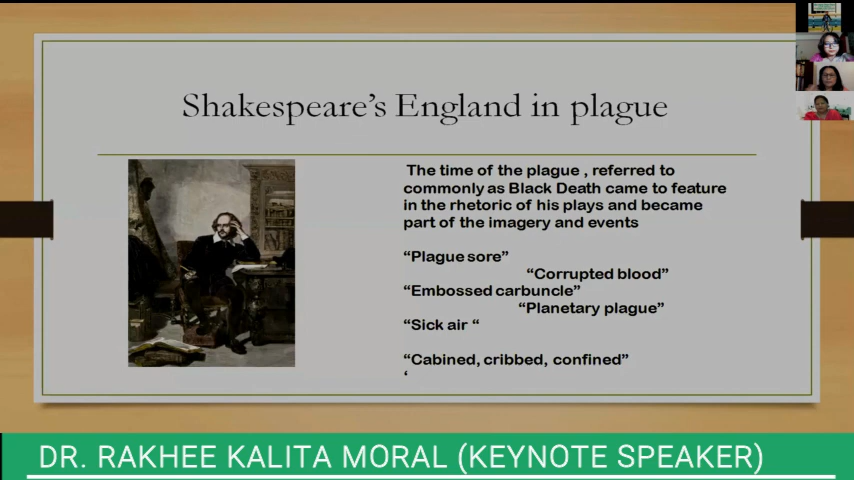 Shakespeare's England in plague
The time of the plague , referred to
commonly as Black Death came to feature
in the rhetoric of his plays and became
part of the imagery and events
“Plague sore”
“Corrupted blood”
“Embossed carbuncle”
“Planetary plague”
“Sick air “
“Cabined, cribbed, confined”
‘
DR. RAKHEE KALITA MORAL (KEYNOTE SPEAKER)